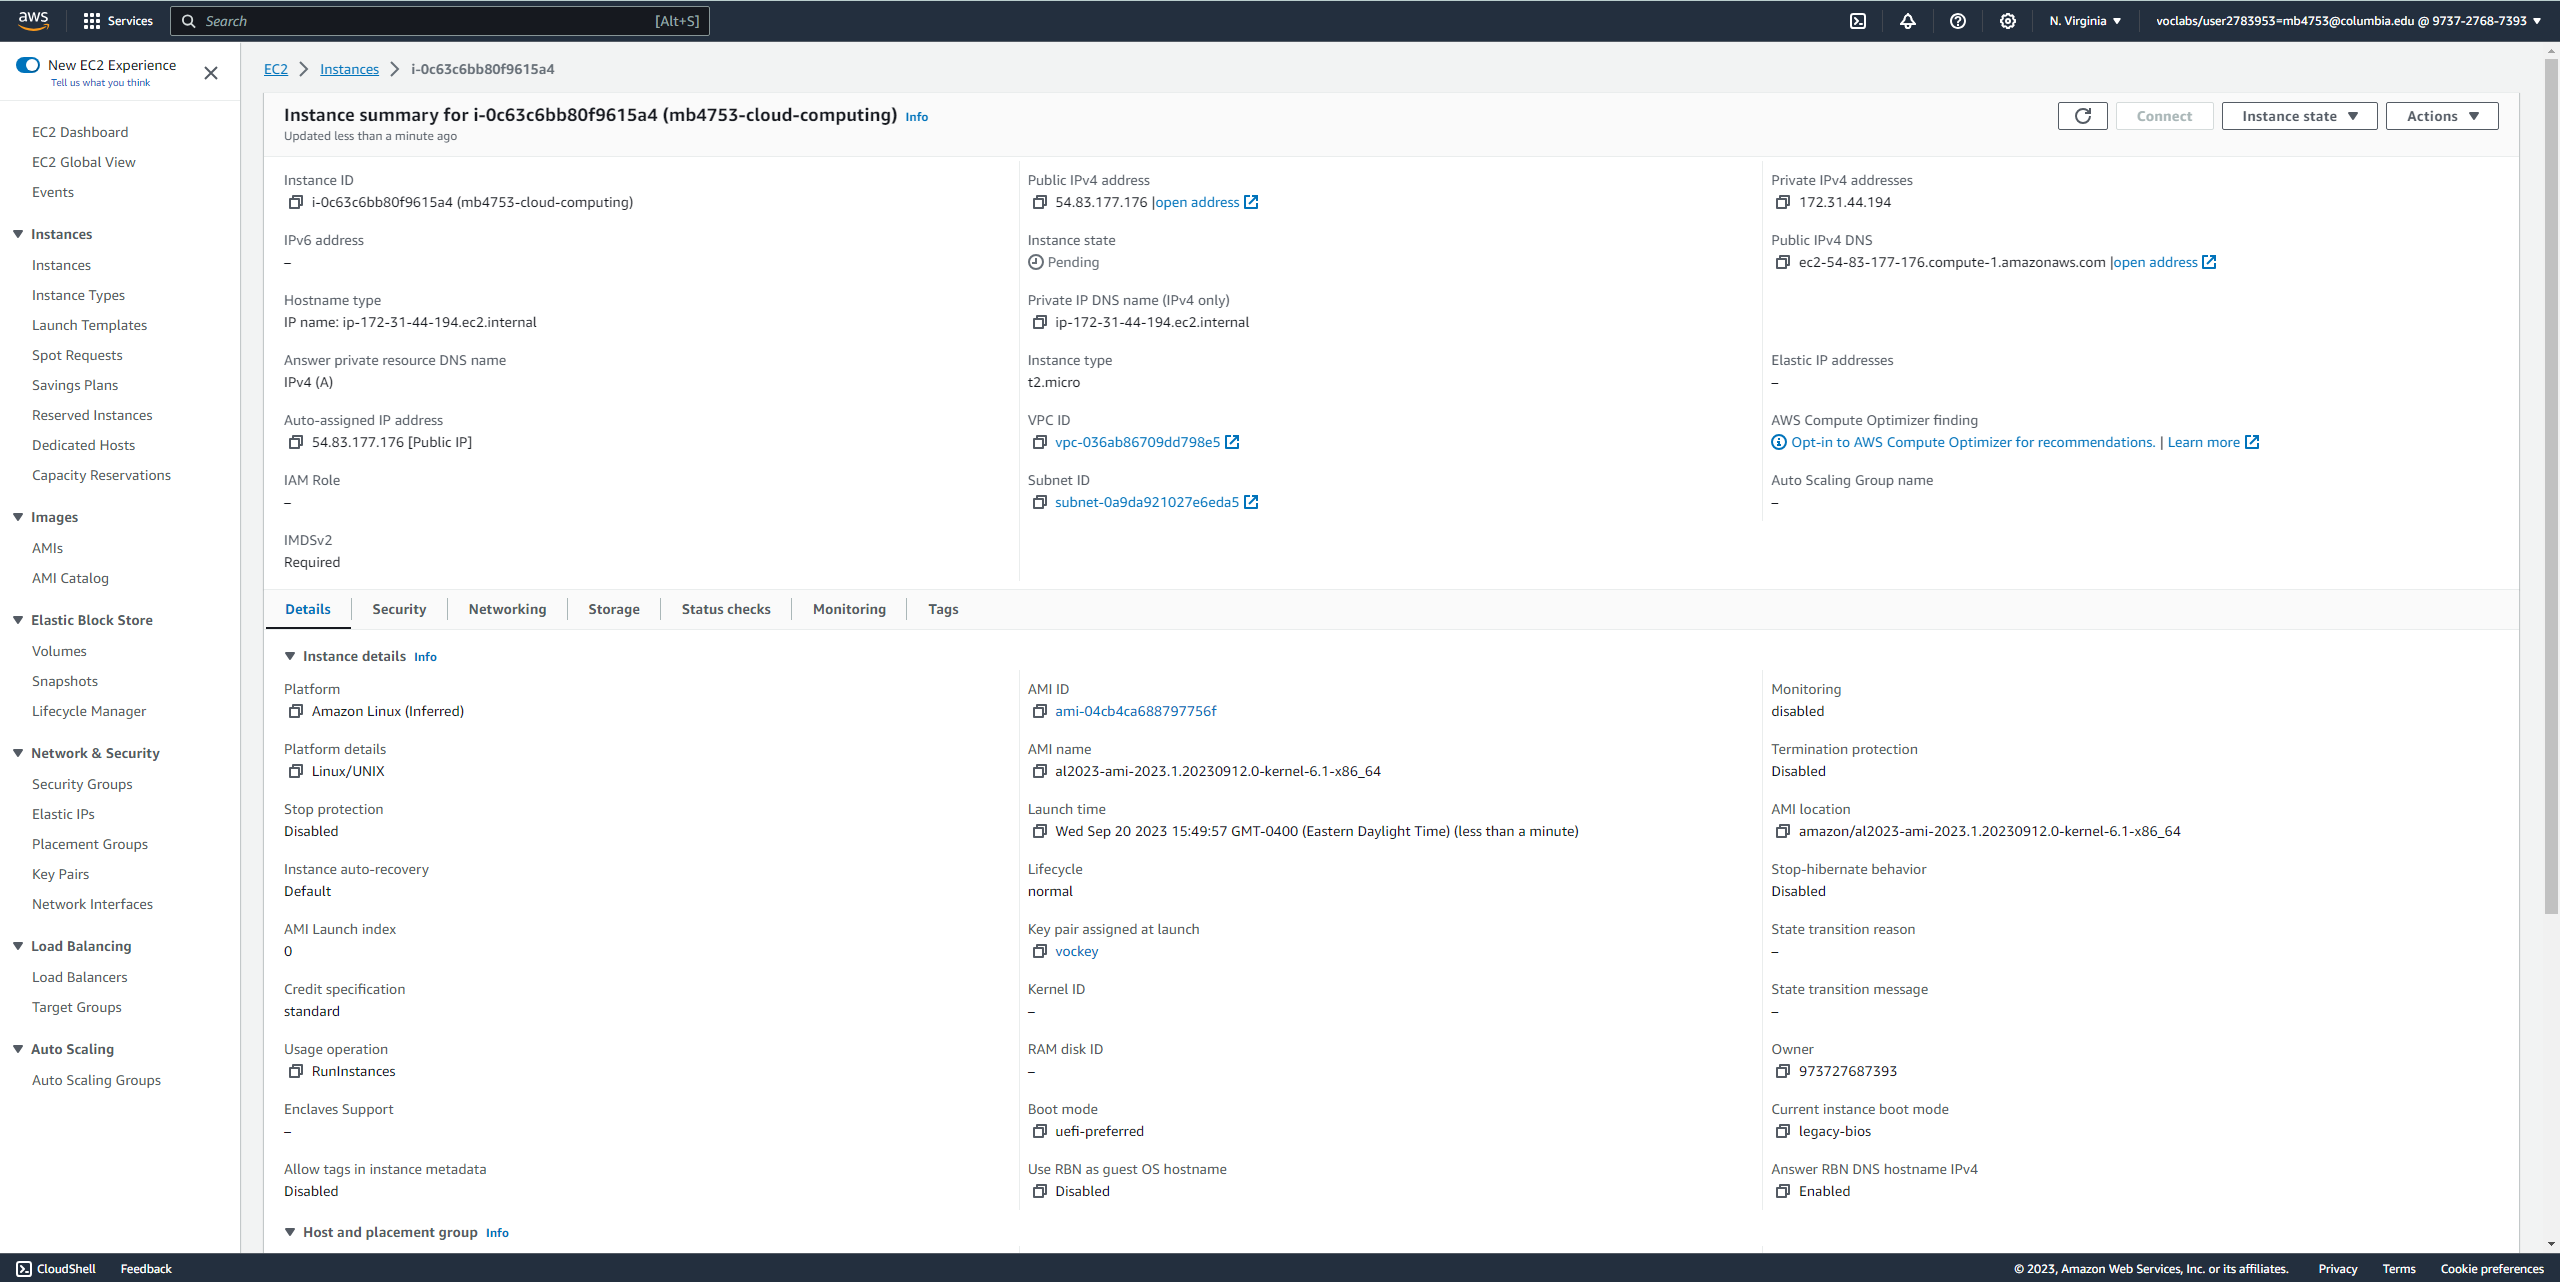 aws
Services
Search
[Alt+S]
N. Virginia
voclabs/user2783953=mb4753@columbia.edu @ 9737-2768-7393
New EC2 Experience
Tell us what you think
EC2 Dashboard
EC2 Global View
Events
Instances
Instances
Instance Types
Launch Templates
Spot Requests
Savings Plans
Reserved Instances
Dedicated Hosts
Capacity Reservations
Images
AMIs
AMI Catalog
Elastic Block Store
Volumes
Snapshots
Lifecycle Manager
Network & Security
Security Groups
Elastic IPs
Placement Groups
Key Pairs
Network Interfaces
Load Balancing
Load Balancers
Target Groups
Auto Scaling
Auto Scaling Groups
EC2 > Instances > i-0c63c6bb80f9615a4
Instance summary for i-0c63c6bb80f9615a4 (mb4753-cloud-computing) Info
Updated less than a minute ago
Connect
Instance state
Actions
Instance ID
i-0c63c6bb80f9615a4 (mb4753-cloud-computing)
Public IPv4 address
54.83.177.176 |open address
Private IPv4 addresses
172.31.44.194
IPv6 address
–
Instance state
Pending
Public IPv4 DNS
ec2-54-83-177-176.compute-1.amazonaws.com |open address
Hostname type
IP name: ip-172-31-44-194.ec2.internal
Private IP DNS name (IPv4 only)
ip-172-31-44-194.ec2.internal
Answer private resource DNS name
IPv4 (A)
Instance type
t2.micro
Elastic IP addresses
–
Auto-assigned IP address
54.83.177.176 [Public IP]
VPC ID
vpc-036ab86709dd798e5
AWS Compute Optimizer finding
Opt-in to AWS Compute Optimizer for recommendations. | Learn more
IAM Role
–
Subnet ID
subnet-0a9da921027e6eda5
Auto Scaling Group name
–
IMDSv2
Required
Details
Security
Networking
Storage
Status checks
Monitoring
Tags
Instance details Info
Platform
Amazon Linux (Inferred)
AMI ID
ami-04cb4ca688797756f
Monitoring
disabled
Platform details
Linux/UNIX
AMI name
al2023-ami-2023.1.20230912.0-kernel-6.1-x86_64
Termination protection
Disabled
Stop protection
Disabled
Launch time
Wed Sep 20 2023 15:49:57 GMT-0400 (Eastern Daylight Time) (less than a minute)
AMI location
amazon/al2023-ami-2023.1.20230912.0-kernel-6.1-x86_64
Instance auto-recovery
Default
Lifecycle
normal
Stop-hibernate behavior
Disabled
AMI Launch index
0
Key pair assigned at launch
vockey
State transition reason
–
Credit specification
standard
Kernel ID
–
State transition message
–
Usage operation
RunInstances
RAM disk ID
–
Owner
973727687393
Enclaves Support
–
Boot mode
uefi-preferred
Current instance boot mode
legacy-bios
Allow tags in instance metadata
Disabled
Use RBN as guest OS hostname
Disabled
Answer RBN DNS hostname IPv4
Enabled
Host and placement group Info
CloudShell
Feedback
© 2023, Amazon Web Services, Inc. or its affiliates.
Privacy
Terms
Cookie preferences